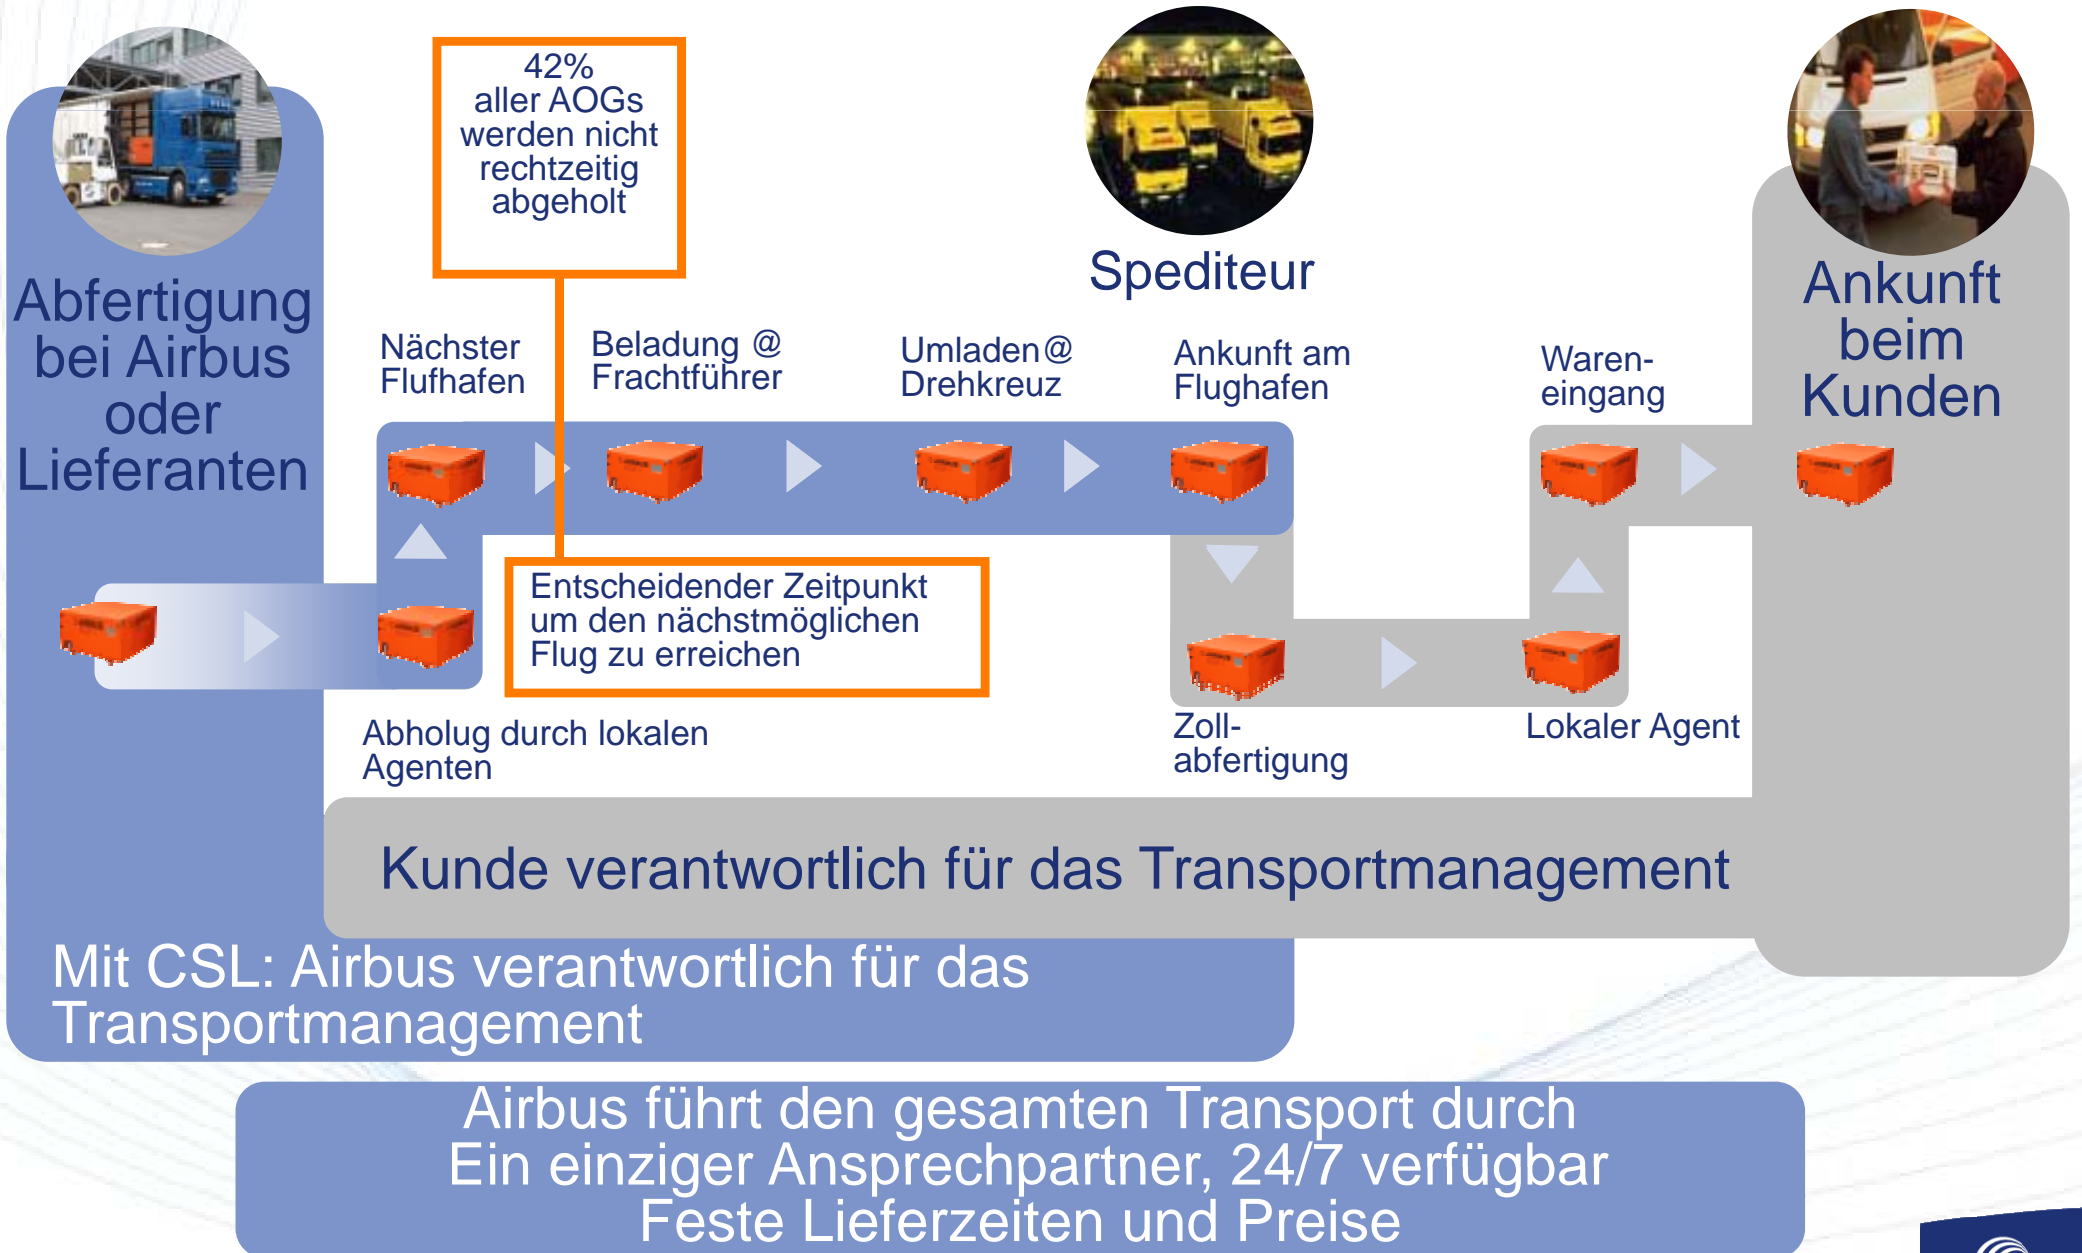 42%
aller AOGs
werden nicht
rechtzeitig
abgeholt
Spediteur
Abfertigung
bei Airbus
oder
Lieferanten
Ankunft
beim
Kunden
Nächster
Flufhafen
Beladung @
Frachtführer
Umladen@
Drehkreuz
Ankunft am
Flughafen
Waren-
eingang
Entscheidender Zeitpunkt
um den nächstmöglichen
Flug zu erreichen
Abholug durch lokalen
Agenten
Zoll-
abfertigung
Lokaler Agent
Kunde verantwortlich für das Transportmanagement
Mit CSL: Airbus verantwortlich für das
Transportmanagement
Airbus führt den gesamten Transport durch
Ein einziger Ansprechpartner, 24/7 verfügbar
Feste Lieferzeiten und Preise